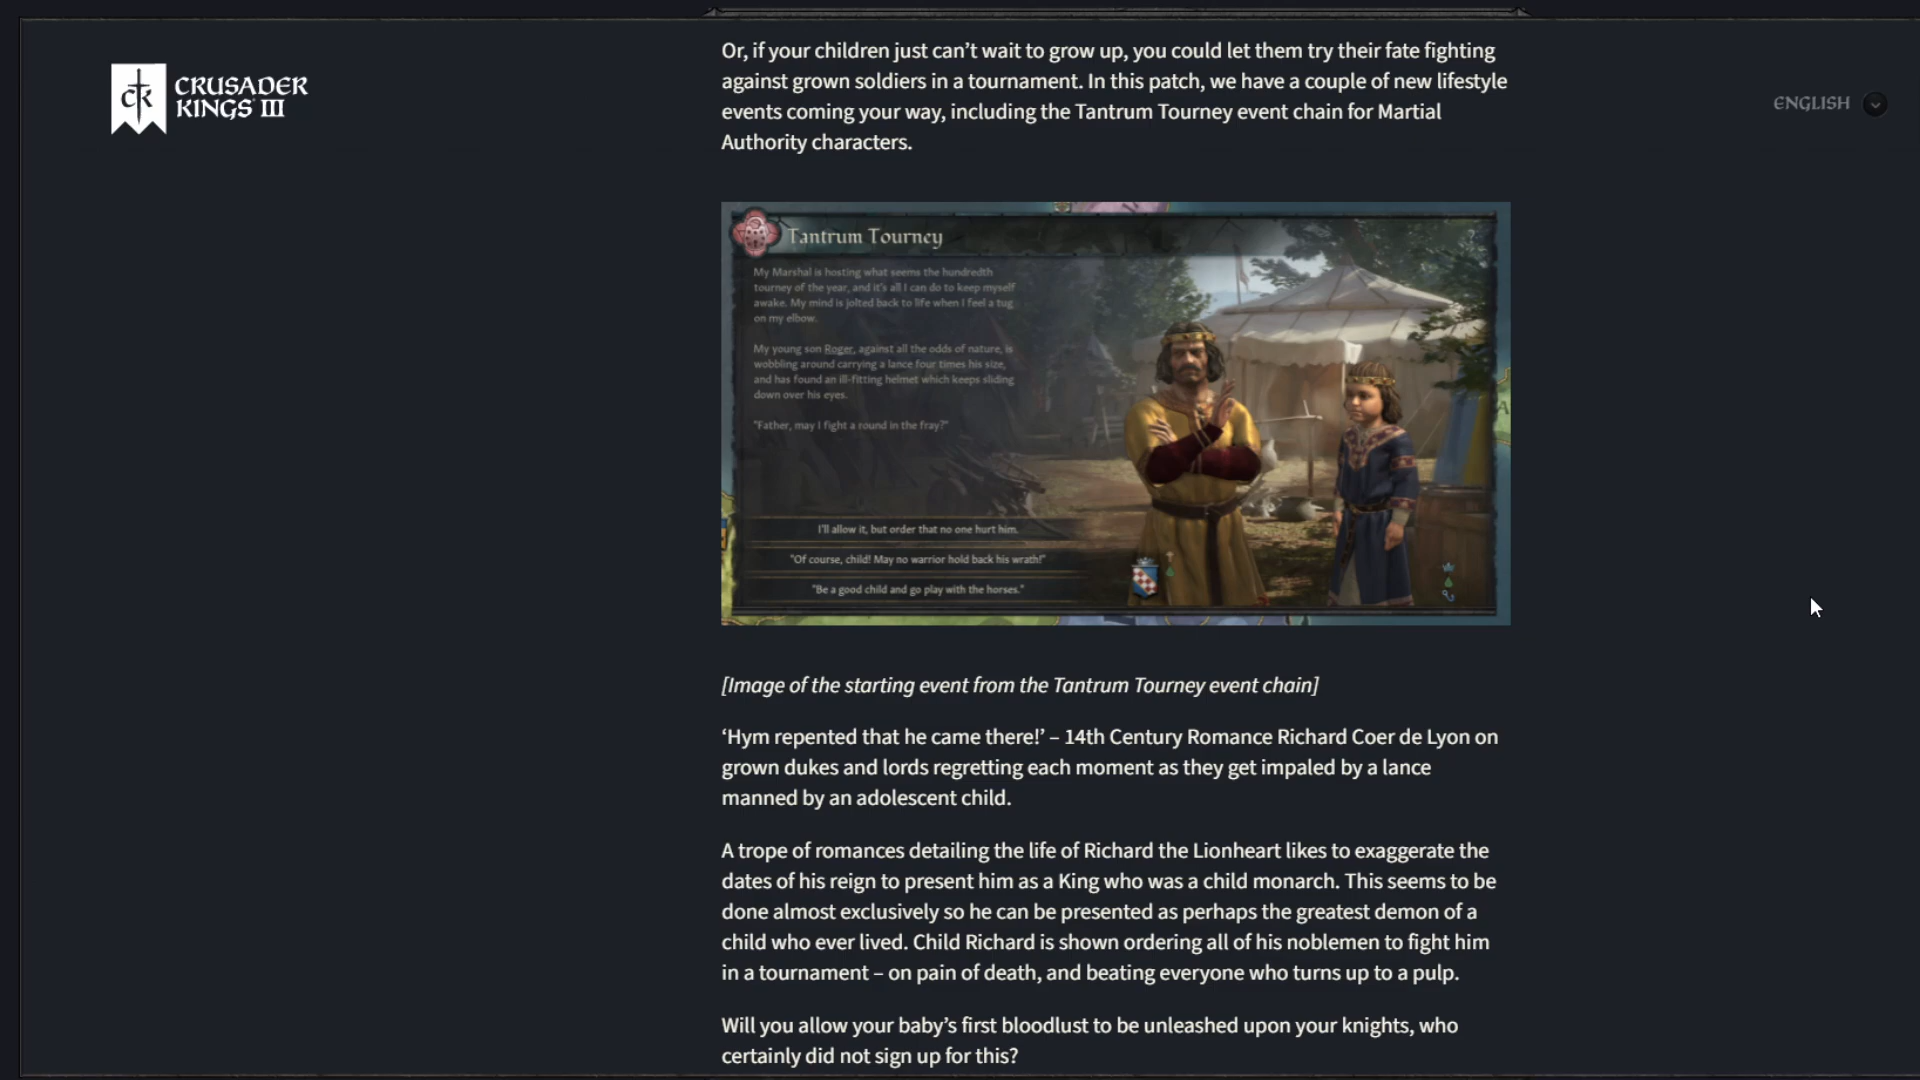 Or, if your children just can’t wait to grow up, you could let them try their fate fighting
against grown soldiers in a tournament. In this patch, we have a couple of new lifestyle
events coming your way, including the Tantrum Tourney event chain for Martial
Authority characters.
CRUSADER
KINGS III
ENGLISH
Tantrum Tourney
My Marshal is hosting what seems the hundredth
tourney of the year, and it's all I can do to keep myself
awake. My mind is jolted back to life when I feel a tug
on my elbow.
My young son Roger, against all the odds of nature, is
wobbling around carrying a lance four times his size,
and has found an ill-fitting helmet which keeps sliding
down over his eyes.
"Father, may I fight a round in the fray?"
I'll allow it, but order that no one hurt him.
"Of course, child! May no warrior hold back his wrath!"
"Be a good child and go play with the horses."
[Image of the starting event from the Tantrum Tourney event chain]
‘Hym repented that he came there!’ – 14th Century Romance Richard Coer de Lyon on
grown dukes and lords regretting each moment as they get impaled by a lance
manned by an adolescent child.
A trope of romances detailing the life of Richard the Lionheart likes to exaggerate the
dates of his reign to present him as a King who was a child monarch. This seems to be
done almost exclusively so he can be presented as perhaps the greatest demon of a
child who ever lived. Child Richard is shown ordering all of his noblemen to fight him
in a tournament – on pain of death, and beating everyone who turns up to a pulp.
Will you allow your baby’s first bloodlust to be unleashed upon your knights, who
certainly did not sign up for this?